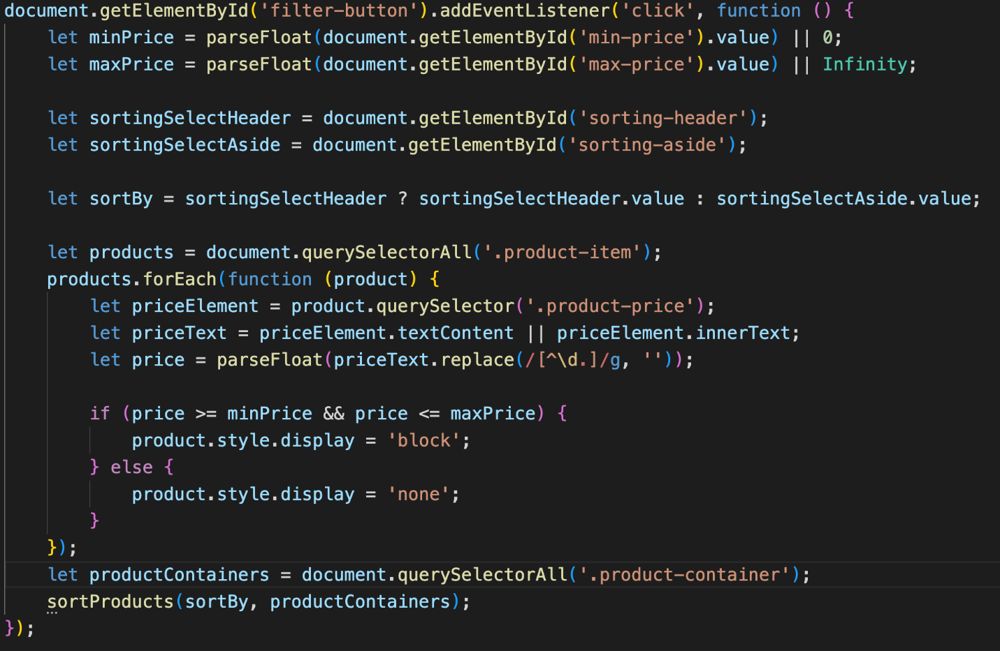 document.getElementById('filter-button').addEventListener('click', function () {
    let minPrice = parseFloat(document.getElementById('min-price').value) || 0;
    let maxPrice = parseFloat(document.getElementById('max-price').value) || Infinity;

    let sortingSelectHeader = document.getElementById('sorting-header');
    let sortingSelectAside = document.getElementById('sorting-aside');

    let sortBy = sortingSelectHeader ? sortingSelectHeader.value : sortingSelectAside.value;

    let products = document.querySelectorAll('.product-item');
    products.forEach(function (product) {
        let priceElement = product.querySelector('.product-price');
        let priceText = priceElement.textContent || priceElement.innerText;
        let price = parseFloat(priceText.replace(/[^\d.]/g, ''));

        if (price >= minPrice && price <= maxPrice) {
            product.style.display = 'block';
        } else {
            product.style.display = 'none';
        }
    });
    let productContainers = document.querySelectorAll('.product-container');
    sortProducts(sortBy, productContainers);
});